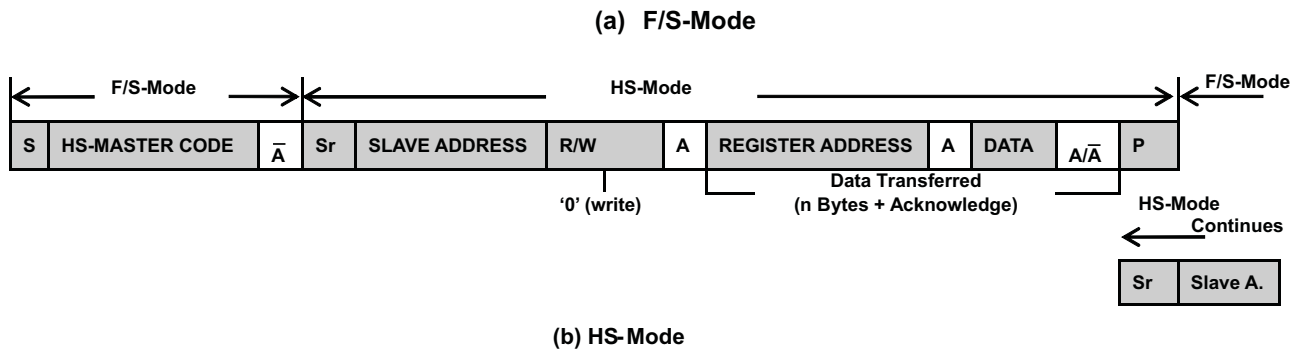 (a) F/S-Mode
F/S-Mode HS-Mode F/S-Mode
S HS-MASTER CODE A̅ Sr SLAVE ADDRESS R/W A REGISTER ADDRESS A DATA A/A̅ P
Data Transferred
‘0’ (write) (n Bytes + Acknowledge) HS-Mode
Continues
Sr Slave A.
(b) HS-Mode